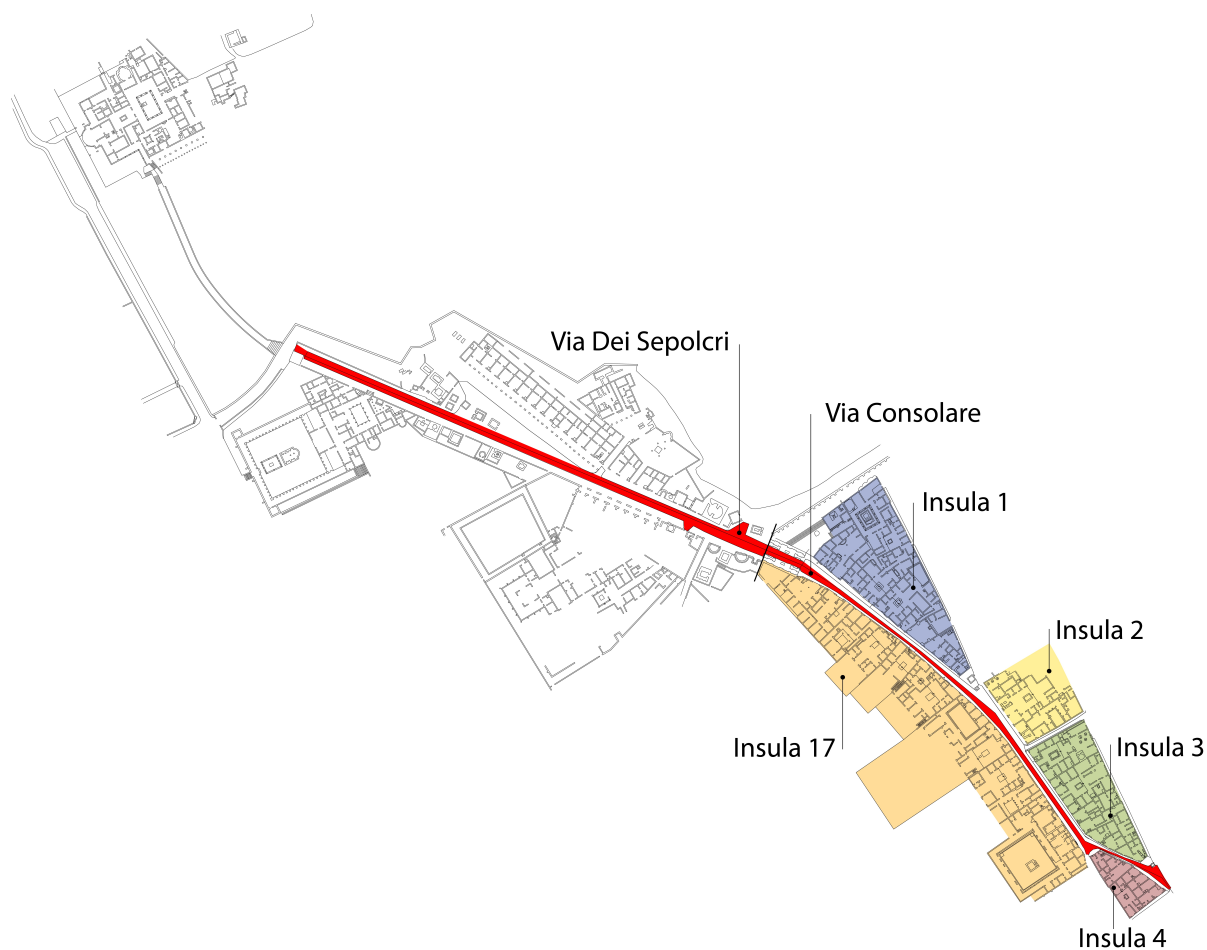 Via Dei Sepolcri
Via Consolare
Insula 1
Insula 2
Insula 17
Insula 3
Insula 4